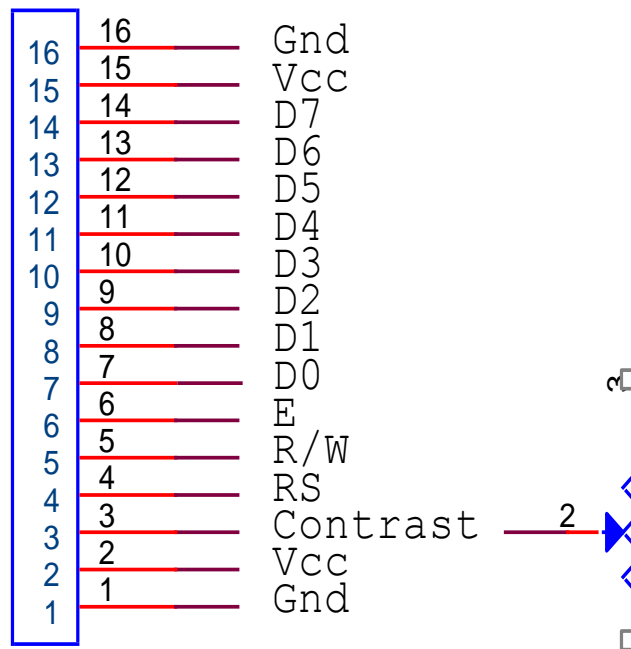 16 16 Gnd
15 15 Vcc
14 14 D7
13 13 D6
12 12 D5
11 11 D4
10 10 D3
9 9 D2
8 8 D1
7 7 D0
3
6 6 E
5 5 R/W
4 4 RS
3 3 Contrast 2
2 2 Vcc
1 1 Gnd